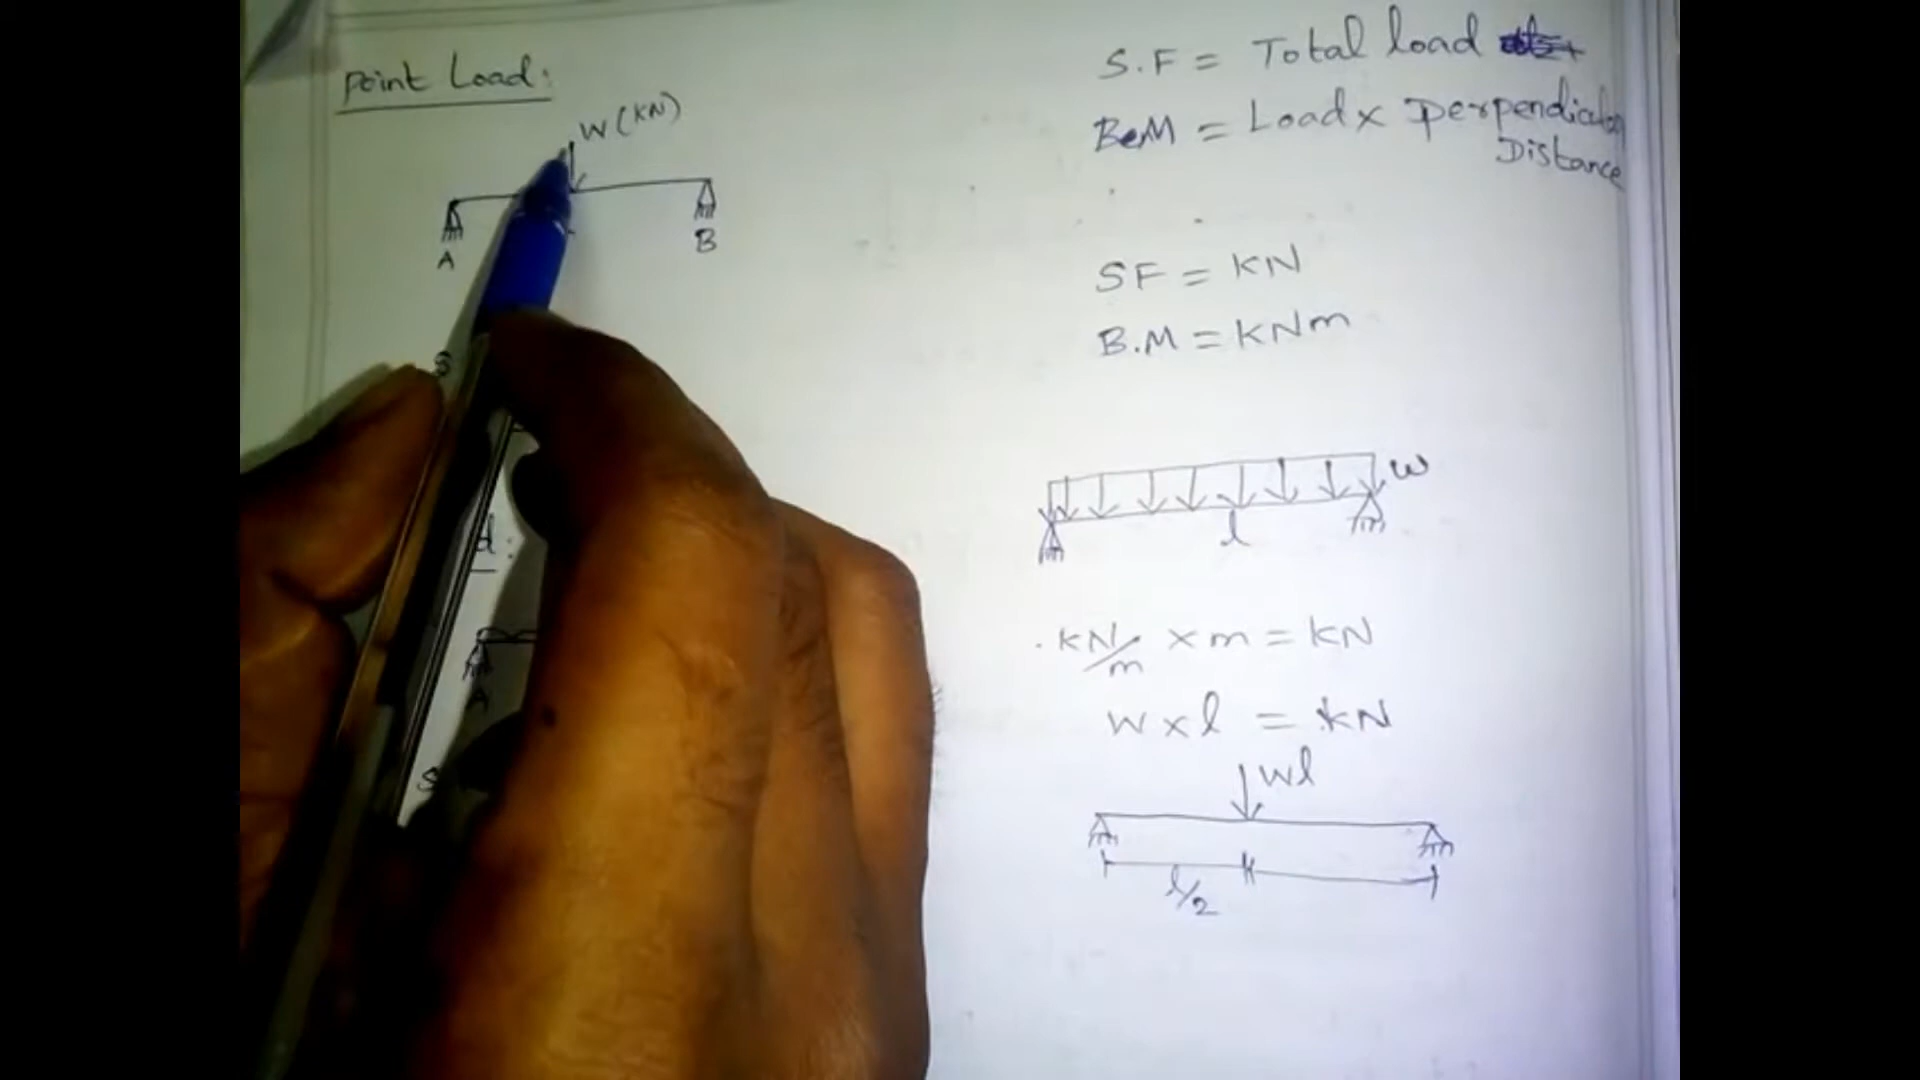 Point Load:
W (KN)
A
B
S
d:
A
S
S.F = Total load
B.M = Load x perpendicular
Distance
SF = KN
B.M = KNm
w
l
KN/m x m = KN
W x l = KN
Wl
l/2